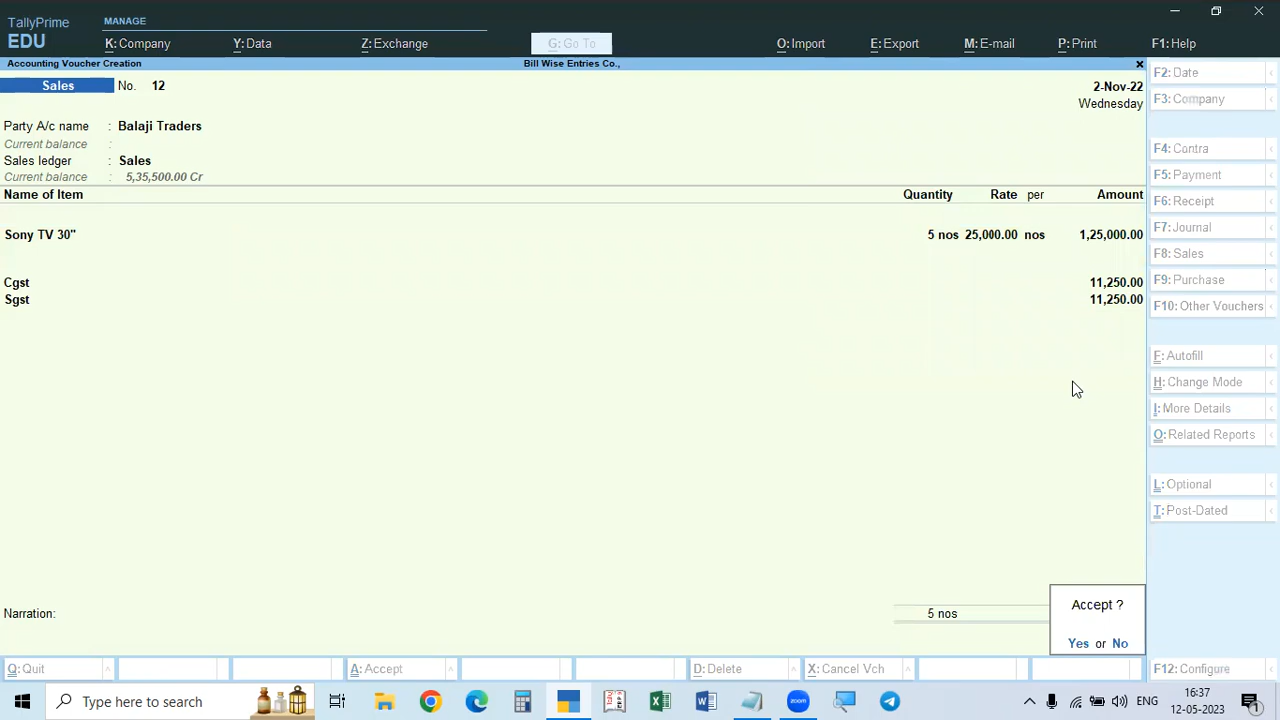 TallyPrime
EDU
MANAGE
K: Company
Y: Data
Z: Exchange
G: Go To
O: Import
E: Export
M: E-mail
P: Print
F1: Help
Accounting Voucher Creation
Bill Wise Entries Co.,
Sales No. 12
2-Nov-22
Wednesday
Party A/c name : Balaji Traders
Current balance :
Sales ledger : Sales
Current balance : 5,35,500.00 Cr
Name of Item Quantity Rate per Amount
Sony TV 30" 5 nos 25,000.00 nos 1,25,000.00
Cgst 11,250.00
Sgst 11,250.00
Narration:
5 nos
Accept ?
Yes or No
F2: Date
F3: Company
F4: Contra
F5: Payment
F6: Receipt
F7: Journal
F8: Sales
F9: Purchase
F10: Other Vouchers
F: Autofill
H: Change Mode
I: More Details
O: Related Reports
L: Optional
T: Post-Dated
F12: Configure
Q: Quit
A: Accept
D: Delete
X: Cancel Vch
Type here to search
zoom
ENG
16:37
12-05-2023
1